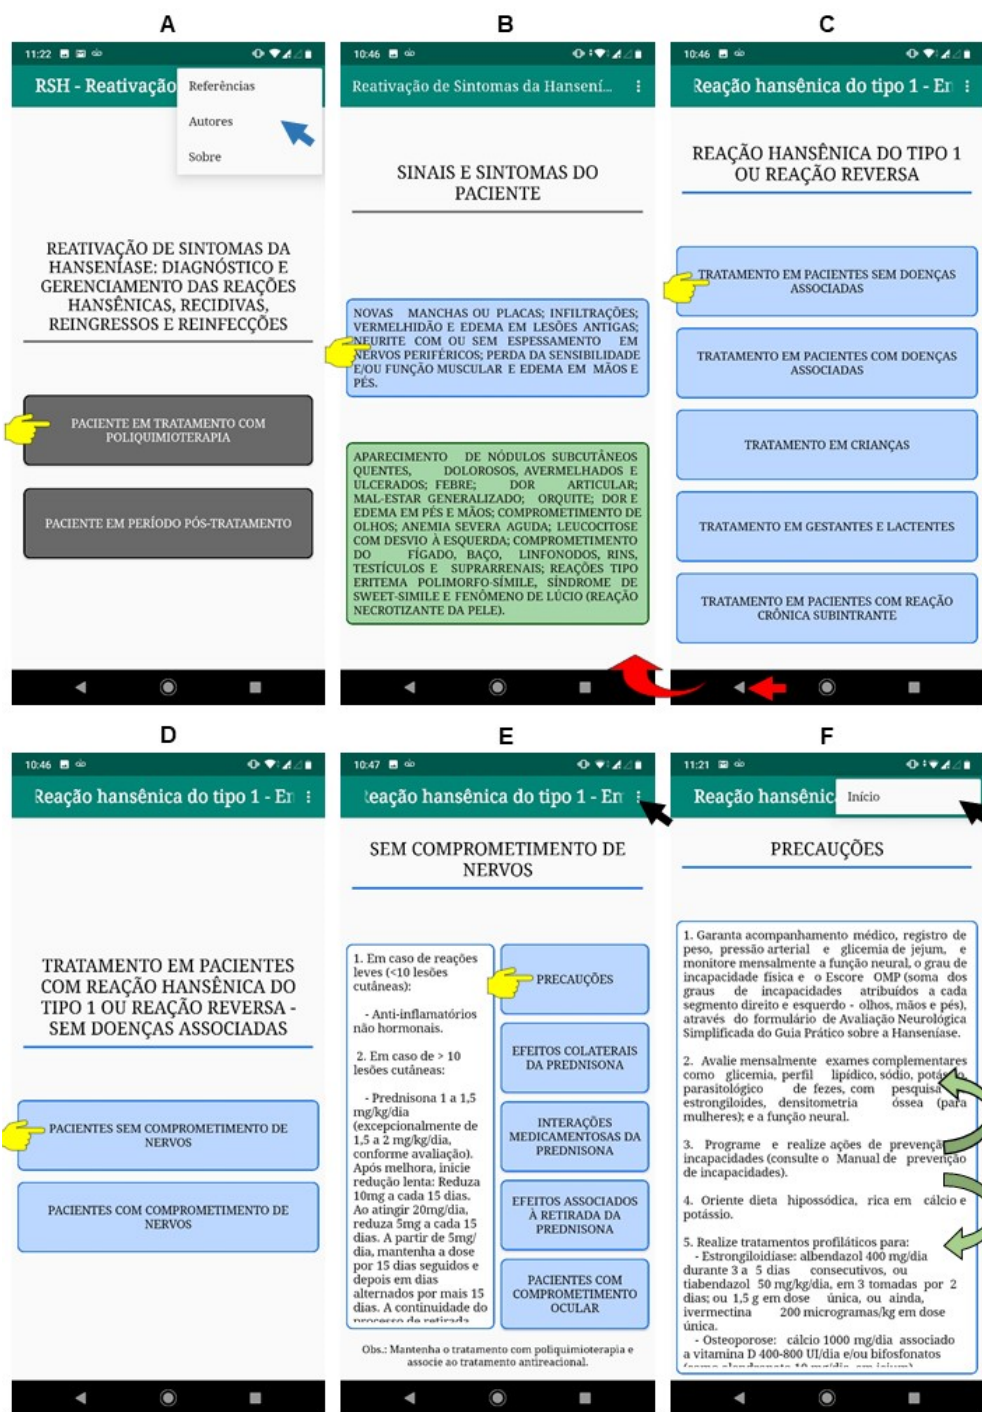 A
11:22
RSH - Reativação
Referências
Autores
Sobre
REATIVAÇÃO DE SINTOMAS DA
HANSENÍASE: DIAGNÓSTICO E
GERENCIAMENTO DAS REAÇÕES
HANSÊNICAS, RECIDIVAS,
REINGRESSOS E REINFECÇÕES
PACIENTE EM TRATAMENTO COM
POLIQUIMIOTERAPIA
PACIENTE EM PERÍODO PÓS-TRATAMENTO
B
10:46
Reativação de Sintomas da Hansení...
SINAIS E SINTOMAS DO
PACIENTE
NOVAS MANCHAS OU PLACAS; INFILTRAÇÕES;
VERMELHIDÃO E EDEMA EM LESÕES ANTIGAS;
NEURITE COM OU SEM ESPESSAMENTO EM
NERVOS PERIFÉRICOS; PERDA DA SENSIBILIDADE
E/OU FUNÇÃO MUSCULAR E EDEMA EM MÃOS E
PÉS.
APARECIMENTO DE NÓDULOS SUBCUTÂNEOS
QUENTES, DOLOROSOS, AVERMELHADOS E
ULCERADOS; FEBRE; DOR ARTICULAR;
MAL-ESTAR GENERALIZADO; ORQUITE; DOR E
EDEMA EM PÉS E MÃOS; COMPROMETIMENTO DE
OLHOS; ANEMIA SEVERA AGUDA; LEUCOCITOSE
COM DESVIO À ESQUERDA; COMPROMETIMENTO
DO FÍGADO, BAÇO, LINFONODOS, RINS,
TESTÍCULOS E SUPRARRENAIS; REAÇÕES TIPO
ERITEMA POLIMORFO-SÍMILE, SÍNDROME DE
SWEET-SIMILE E FENÔMENO DE LÚCIO (REAÇÃO
NECROTIZANTE DA PELE).
C
10:46
Reação hansênica do tipo 1 - En
REAÇÃO HANSÊNICA DO TIPO 1
OU REAÇÃO REVERSA
TRATAMENTO EM PACIENTES SEM DOENÇAS
ASSOCIADAS
TRATAMENTO EM PACIENTES COM DOENÇAS
ASSOCIADAS
TRATAMENTO EM CRIANÇAS
TRATAMENTO EM GESTANTES E LACTENTES
TRATAMENTO EM PACIENTES COM REAÇÃO
CRÔNICA SUBINTRANTE
D
10:46
Reação hansênica do tipo 1 - En
TRATAMENTO EM PACIENTES
COM REAÇÃO HANSÊNICA DO
TIPO 1 OU REAÇÃO REVERSA -
SEM DOENÇAS ASSOCIADAS
PACIENTES SEM COMPROMETIMENTO DE
NERVOS
PACIENTES COM COMPROMETIMENTO DE
NERVOS
E
10:47
Reação hansênica do tipo 1 - En
SEM COMPROMETIMENTO DE
NERVOS
1. Em caso de reações
leves (<10 lesões
cutâneas):
- Anti-inflamatórios
não hormonais.
2. Em caso de > 10
lesões cutâneas:
- Prednisona 1 a 1,5
mg/kg/dia
(excepcionalmente de
1,5 a 2 mg/kg/dia,
conforme avaliação).
Após melhora, inicie
redução lenta: Reduza
10mg a cada 15 dias.
Ao atingir 20mg/dia,
reduza 5mg a cada 15
dias. A partir de 5mg/
dia, mantenha a dose
por 15 dias seguidos e
depois em dias
alternados por mais 15
dias. A continuidade do
processo de retirada
PRECAUÇÕES
EFEITOS COLATERAIS
DA PREDNISONA
INTERAÇÕES
MEDICAMENTOSAS DA
PREDNISONA
EFEITOS ASSOCIADOS
À RETIRADA DA
PREDNISONA
PACIENTES COM
COMPROMETIMENTO
OCULAR
Obs.: Mantenha o tratamento com poliquimioterapia e
associe ao tratamento antireacional.
F
11:21
Reação hansênic
Início
PRECAUÇÕES
1. Garanta acompanhamento médico, registro de
peso, pressão arterial e glicemia de jejum, e
monitore mensalmente a função neural, o grau de
incapacidade física e o Escore OMP (soma dos
graus de incapacidades atribuídos a cada
segmento direito e esquerdo - olhos, mãos e pés),
através do formulário de Avaliação Neurológica
Simplificada do Guia Prático sobre a Hanseníase.
2. Avalie mensalmente exames complementares
como glicemia, perfil lipídico, sódio, potássio,
parasitológico de fezes, com pesquisa
estrongiloides, densitometria óssea (para
mulheres); e a função neural.
3. Programe e realize ações de prevenção
incapacidades (consulte o Manual de prevenção
de incapacidades).
4. Oriente dieta hipossódica, rica em cálcio e
potássio.
5. Realize tratamentos profiláticos para:
- Estrongiloidíase: albendazol 400 mg/dia
durante 3 a 5 dias consecutivos, ou
tiabendazol 50 mg/kg/dia, em 3 tomadas por 2
dias; ou 1,5 g em dose única, ou ainda,
ivermectina 200 microgramas/kg em dose
única.
- Osteoporose: cálcio 1000 mg/dia associado
a vitamina D 400-800 UI/dia e/ou bifosfonatos